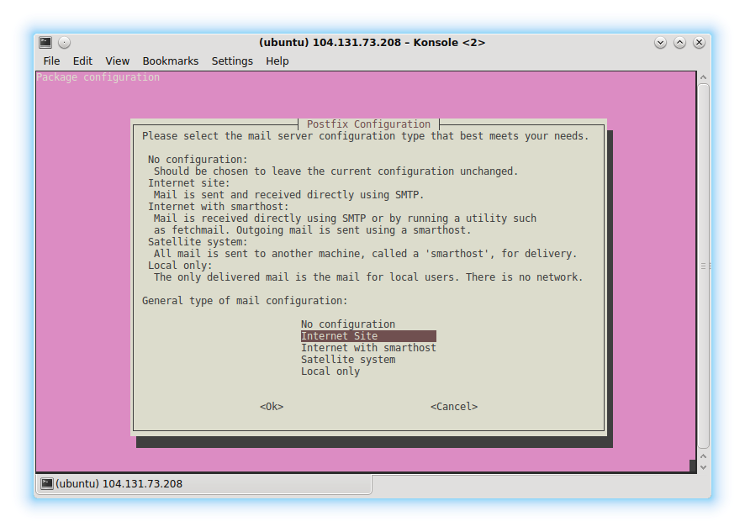 (ubuntu) 104.131.73.208 – Konsole <2>
File Edit View Bookmarks Settings Help
Package configuration
Postfix Configuration
Please select the mail server configuration type that best meets your needs.
No configuration:
Should be chosen to leave the current configuration unchanged.
Internet site:
Mail is sent and received directly using SMTP.
Internet with smarthost:
Mail is received directly using SMTP or by running a utility such
as fetchmail. Outgoing mail is sent using a smarthost.
Satellite system:
All mail is sent to another machine, called a 'smarthost', for delivery.
Local only:
The only delivered mail is the mail for local users. There is no network.
General type of mail configuration:
No configuration
Internet Site
Internet with smarthost
Satellite system
Local only
<Ok> <Cancel>
(ubuntu) 104.131.73.208